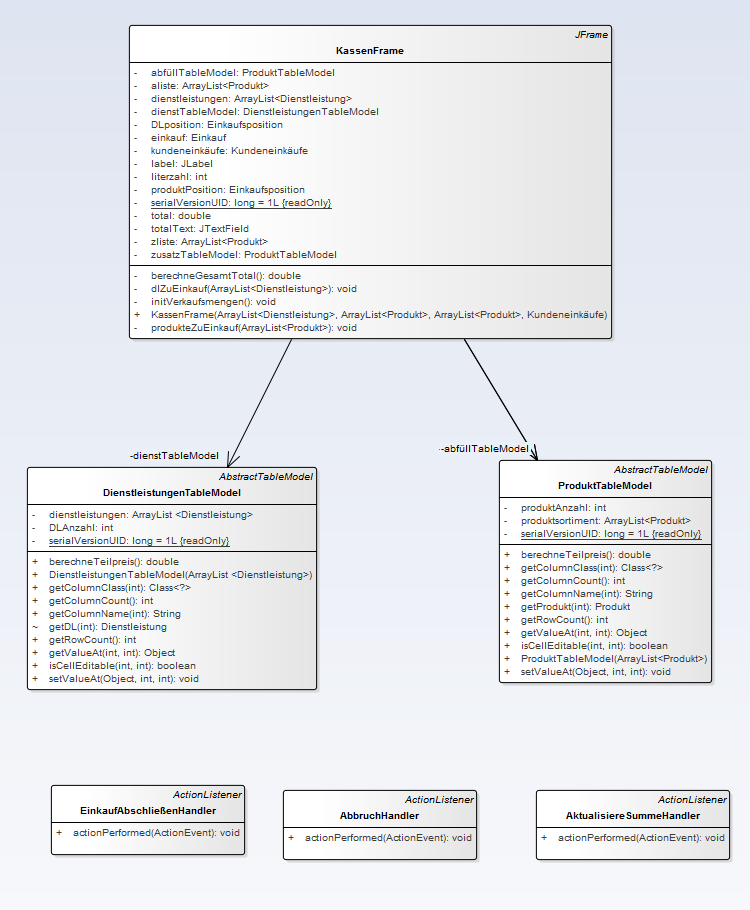 JFrame
KassenFrame
- abfüllTableModel: ProduktTableModel
- aliste: ArrayList<Produkt>
- dienstleistungen: ArrayList<Dienstleistung>
- dienstTableModel: DienstleistungenTableModel
- DLposition: Einkaufsposition
- einkauf: Einkauf
- kundeneinkäufe: Kundeneinkäufe
- label: JLabel
- literzahl: int
- produktPosition: Einkaufsposition
- serialVersionUID: long = 1L {readOnly}
- total: double
- totalText: JTextField
- zliste: ArrayList<Produkt>
- zusatzTableModel: ProduktTableModel
- berechneGesamtTotal(): double
- dlZuEinkauf(ArrayList<Dienstleistung>): void
- initVerkaufsmengen(): void
+ KassenFrame(ArrayList<Dienstleistung>, ArrayList<Produkt>, ArrayList<Produkt>, Kundeneinkäufe)
- produkteZuEinkauf(ArrayList<Produkt>): void
-dienstTableModel
-abfüllTableModel
AbstractTableModel
DienstleistungenTableModel
- dienstleistungen: ArrayList <Dienstleistung>
- DLAnzahl: int
- serialVersionUID: long = 1L {readOnly}
+ berechneTeilpreis(): double
+ DienstleistungenTableModel(ArrayList <Dienstleistung>)
+ getColumnClass(int): Class<?>
+ getColumnCount(): int
+ getColumnName(int): String
~ getDL(int): Dienstleistung
+ getRowCount(): int
+ getValueAt(int, int): Object
+ isCellEditable(int, int): boolean
+ setValueAt(Object, int, int): void
AbstractTableModel
ProduktTableModel
- produktAnzahl: int
- produktsortiment: ArrayList<Produkt>
- serialVersionUID: long = 1L {readOnly}
+ berechneTeilpreis(): double
+ getColumnClass(int): Class<?>
+ getColumnCount(): int
+ getColumnName(int): String
+ getProdukt(int): Produkt
+ getRowCount(): int
+ getValueAt(int, int): Object
+ isCellEditable(int, int): boolean
+ ProduktTableModel(ArrayList<Produkt>)
+ setValueAt(Object, int, int): void
ActionListener
EinkaufAbschließenHandler
+ actionPerformed(ActionEvent): void
ActionListener
AbbruchHandler
+ actionPerformed(ActionEvent): void
ActionListener
AktualisiereSummeHandler
+ actionPerformed(ActionEvent): void